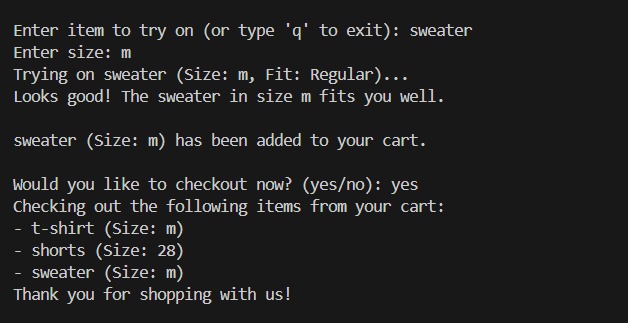 Enter item to try on (or type 'q' to exit): sweater
Enter size: m
Trying on sweater (Size: m, Fit: Regular)...
Looks good! The sweater in size m fits you well.
sweater (Size: m) has been added to your cart.
Would you like to checkout now? (yes/no): yes
Checking out the following items from your cart:
- t-shirt (Size: m)
- shorts (Size: 28)
- sweater (Size: m)
Thank you for shopping with us!